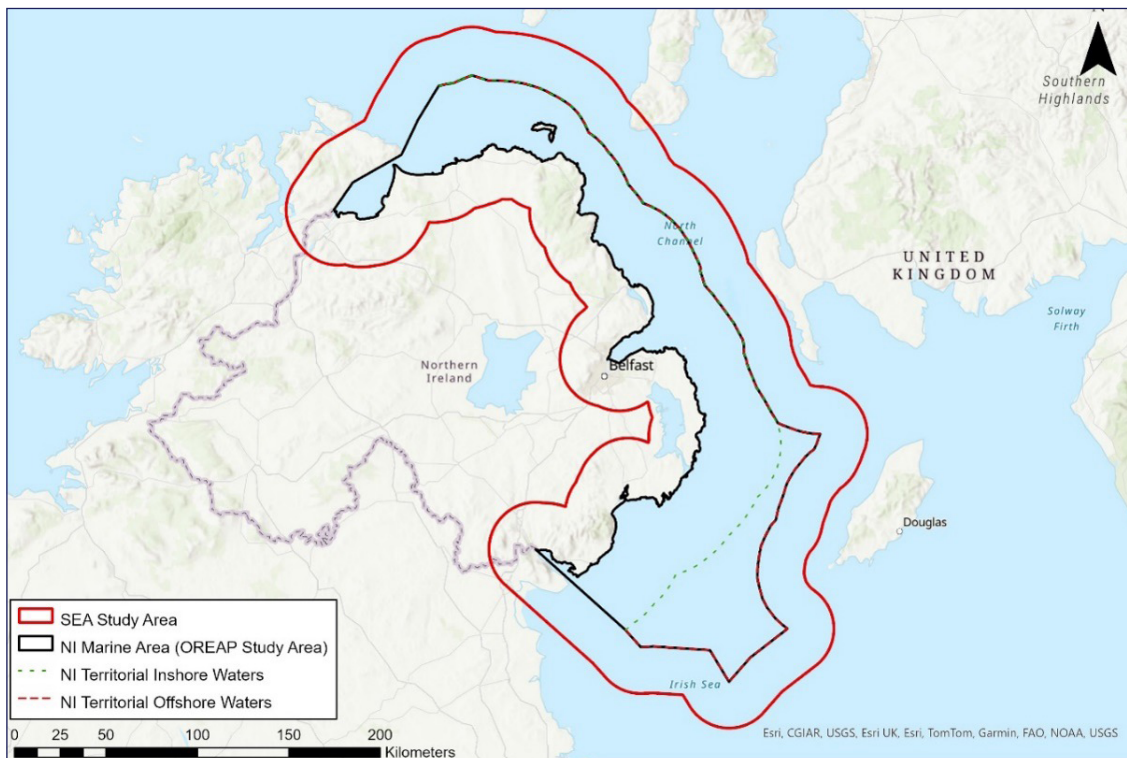 N
Southern
Highlands
North
Channel
UNITED
KINGDOM
Solway
Firth
Northern
Ireland
Belfast
Douglas
Irish Sea
SEA Study Area
NI Marine Area (OREAP Study Area)
NI Territorial Inshore Waters
NI Territorial Offshore Waters
0 25 50 100 150 200
Kilometers
Esri, CGIAR, USGS, Esri UK, Esri, TomTom, Garmin, FAO, NOAA, USGS